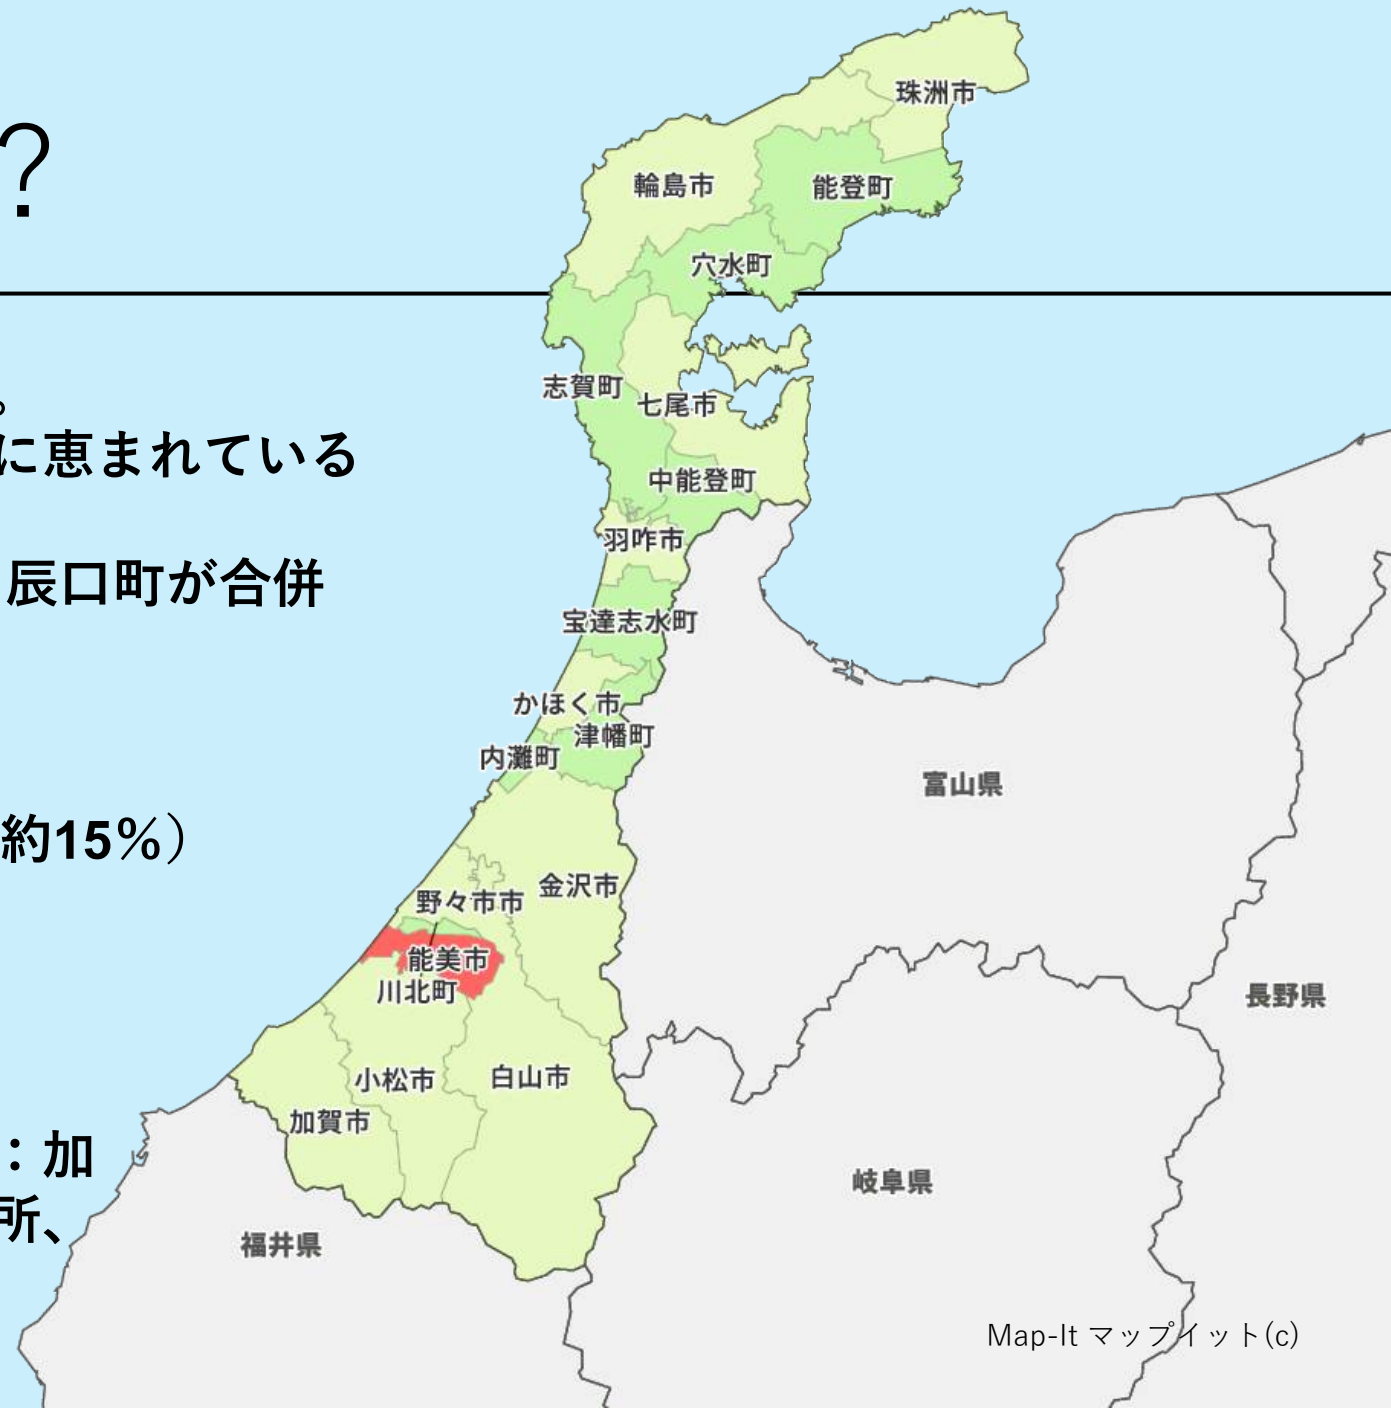 ？
。
に恵まれている
辰口町が合併
約15%）
：加
所、
珠洲市
輪島市
能登町
穴水町
志賀町
七尾市
中能登町
羽咋市
宝達志水町
かほく市
津幡町
内灘町
富山県
金沢市
野々市市
能美市
川北町
長野県
小松市
白山市
加賀市
岐阜県
福井県
Map-It マップイット(c)